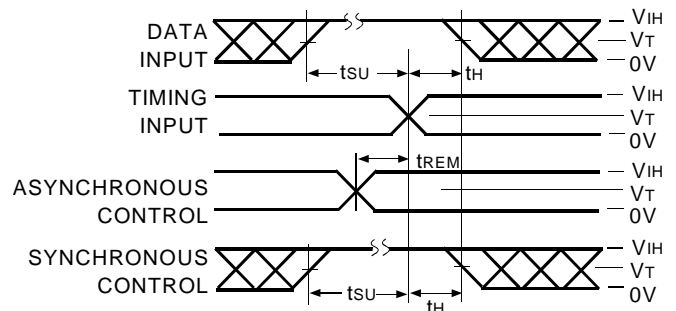 VIH
DATA
INPUT
VT
0V
tSU
tH
TIMING
INPUT
VIH
VT
0V
tREM
ASYNCHRONOUS
CONTROL
VIH
VT
0V
SYNCHRONOUS
CONTROL
VIH
VT
0V
tSU
tH